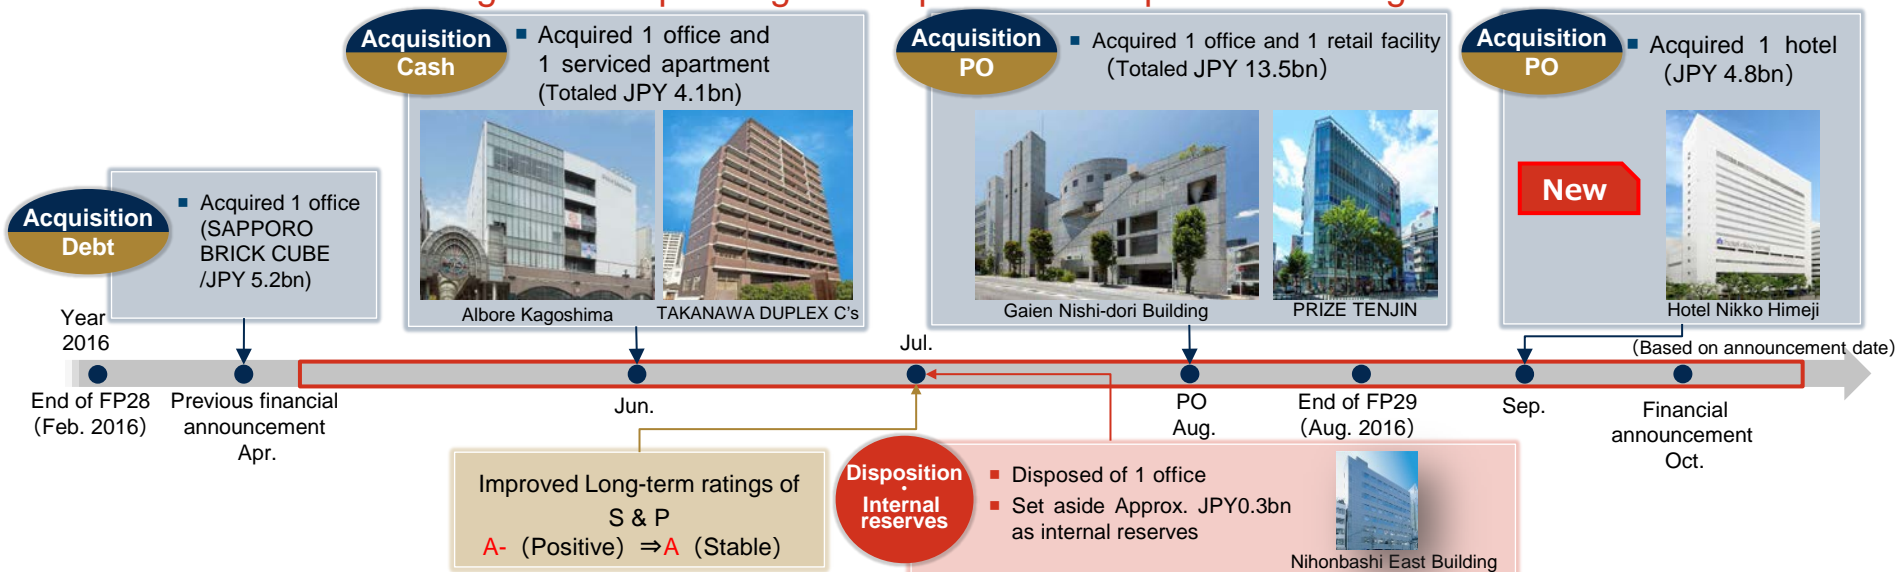 Acquisition
Cash
■ Acquired 1 office and
1 serviced apartment
(Totaled JPY 4.1bn)
Albore Kagoshima
TAKANAWA DUPLEX C's
Acquisition
PO
■ Acquired 1 office and 1 retail facility
（Totaled JPY 13.5bn）
Gaien Nishi-dori Building
PRIZE TENJIN
Acquisition
PO
■ Acquired 1 hotel
（JPY 4.8bn）
New
Hotel Nikko Himeji
Acquisition
Debt
■ Acquired 1 office
(SAPPORO
BRICK CUBE
/JPY 5.2bn)
Year
2016
Jul.
（Based on announcement date）
End of FP28
（Feb. 2016）
Previous financial
announcement
Apr.
Jun.
PO
Aug.
End of FP29
（Aug. 2016）
Sep.
Financial
announcement
Oct.
Improved Long-term ratings of
S & P
A-（Positive）⇒A（Stable）
Disposition
・
Internal
reserves
■ Disposed of 1 office
■ Set aside Approx. JPY0.3bn
as internal reserves
Nihonbashi East Building